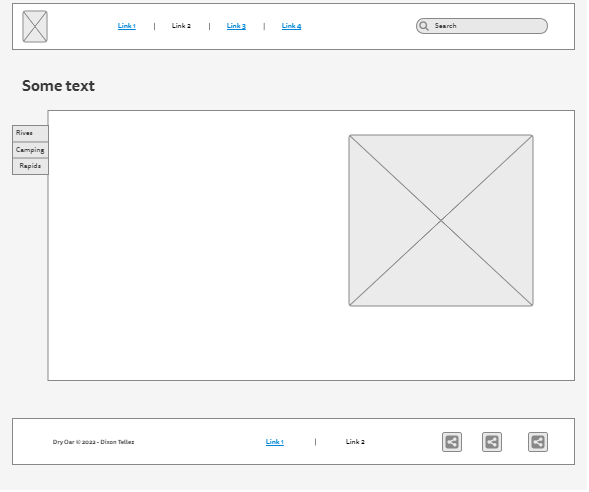 Link 1 | Link 2 | Link 3 | Link 4 Search
Some text
Rives
Camping
Rapids
Dry Oar © 2022 - Dixon Tellez Link 1 | Link 2